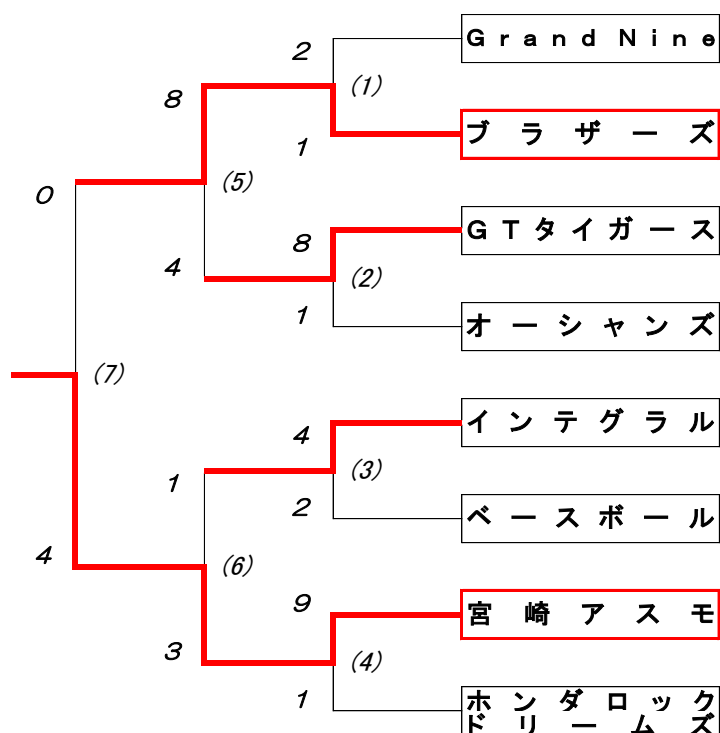 Grand Nine
2
(1)
8
ブラザーズ
1
(5)
0
GTタイガース
8
4
(2)
1
オーシャンズ
(7)
インテグラル
4
1
(3)
2
ベースボール
4
(6)
9
宮崎アスモ
3
(4)
1
ホンダロック
ドリームズ